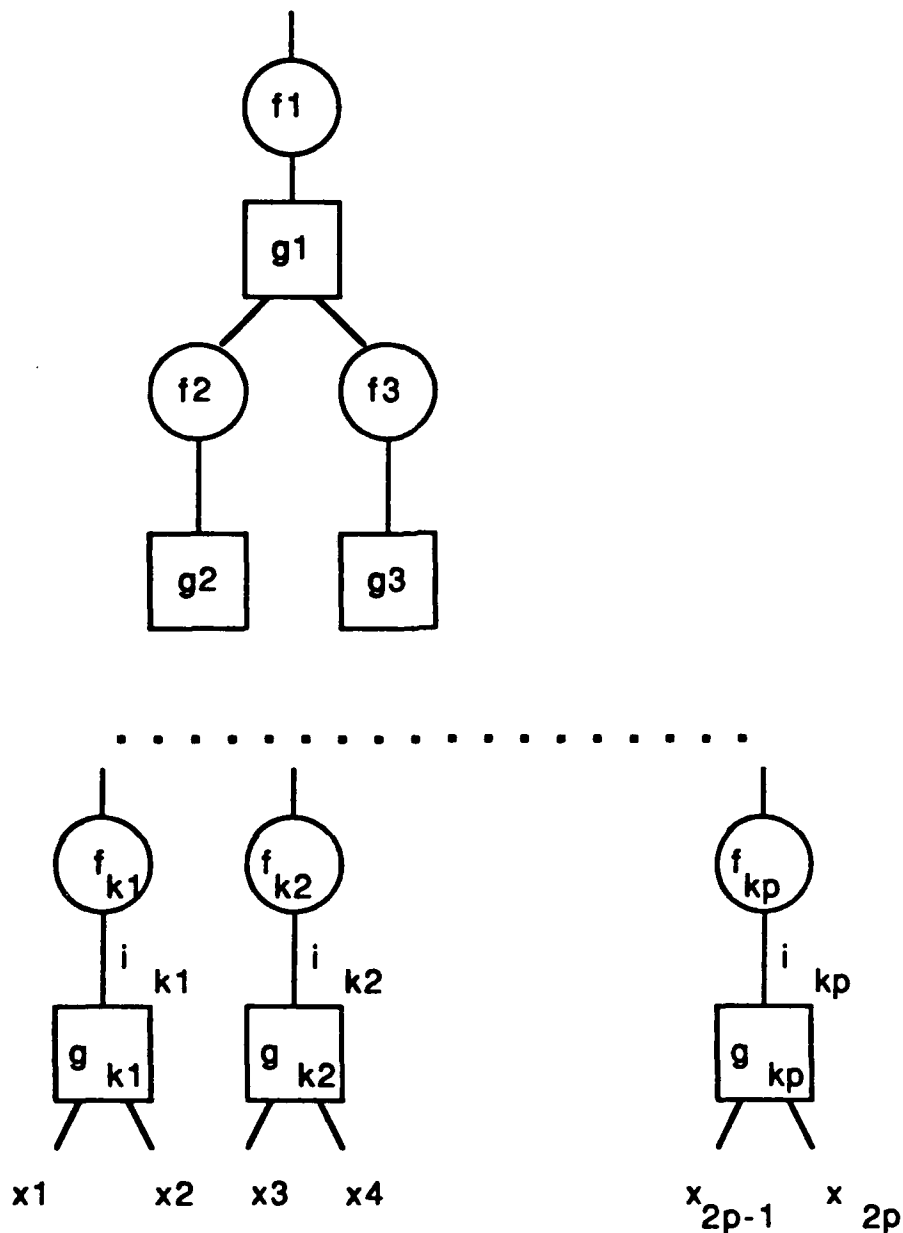 f1
g1
f2 f3
g2 g3
f k1 f k2 f kp
i k1 i k2 i kp
g k1 g k2 g kp
x1 x2 x3 x4 x 2p-1 x 2p